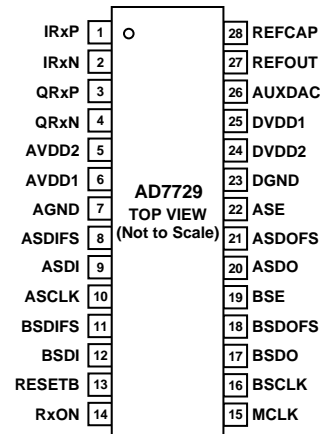 IRxP 1 28 REFCAP
IRxN 2 27 REFOUT
QRxP 3 26 AUXDAC
QRxN 4 25 DVDD1
AVDD2 5 24 DVDD2
AVDD1 6 23 DGND
AD7729
AGND 7 22 ASE
TOP VIEW
ASDIFS 8 (Not to Scale) 21 ASDOFS
ASDI 9 20 ASDO
ASCLK 10 19 BSE
BSDIFS 11 18 BSDOFS
BSDI 12 17 BSDO
RESETB 13 16 BSCLK
RxON 14 15 MCLK